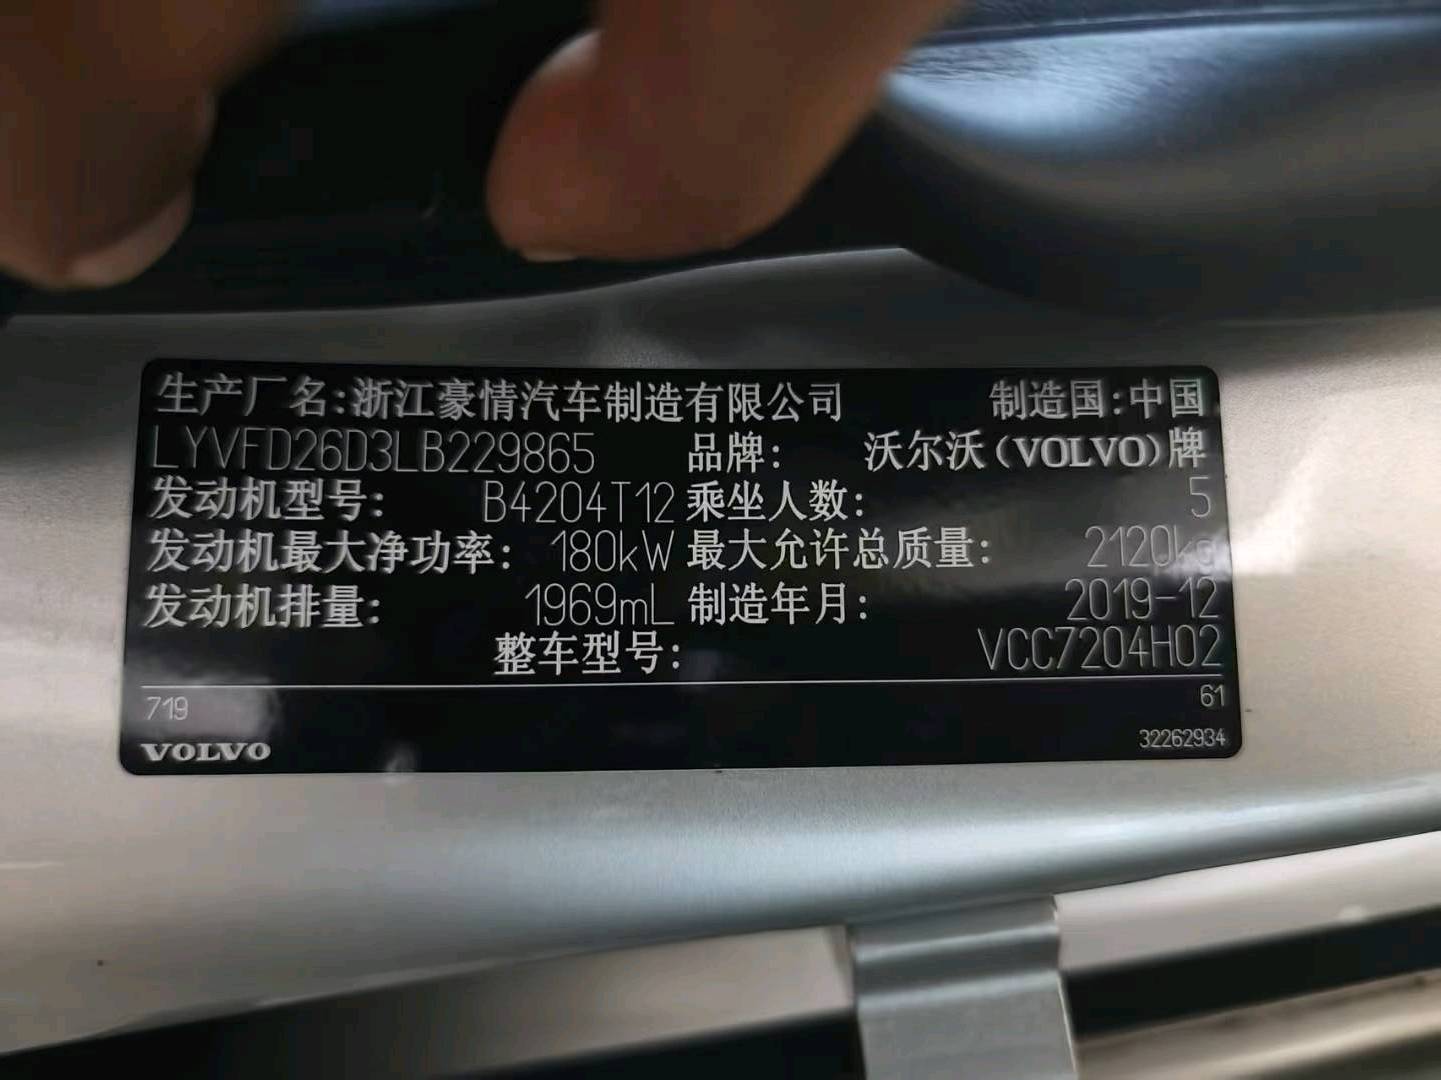 生产厂名:浙江豪情汽车制造有限公司 制造国:中国
LYVFD26D3LB229865 品牌: 沃尔沃(VOLVO)牌
发动机型号: B4204T12 乘坐人数: 5
发动机最大净功率: 180kW 最大允许总质量: 2120kg
发动机排量: 1969mL 制造年月: 2019-12
整车型号: VCC7204H02
719 61
VOLVO 32262934